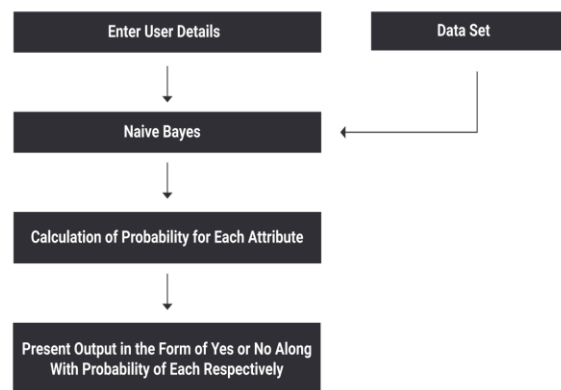 Enter User Details
Data Set
Naive Bayes
Calculation of Probability for Each Attribute
Present Output in the Form of Yes or No Along
With Probability of Each Respectively